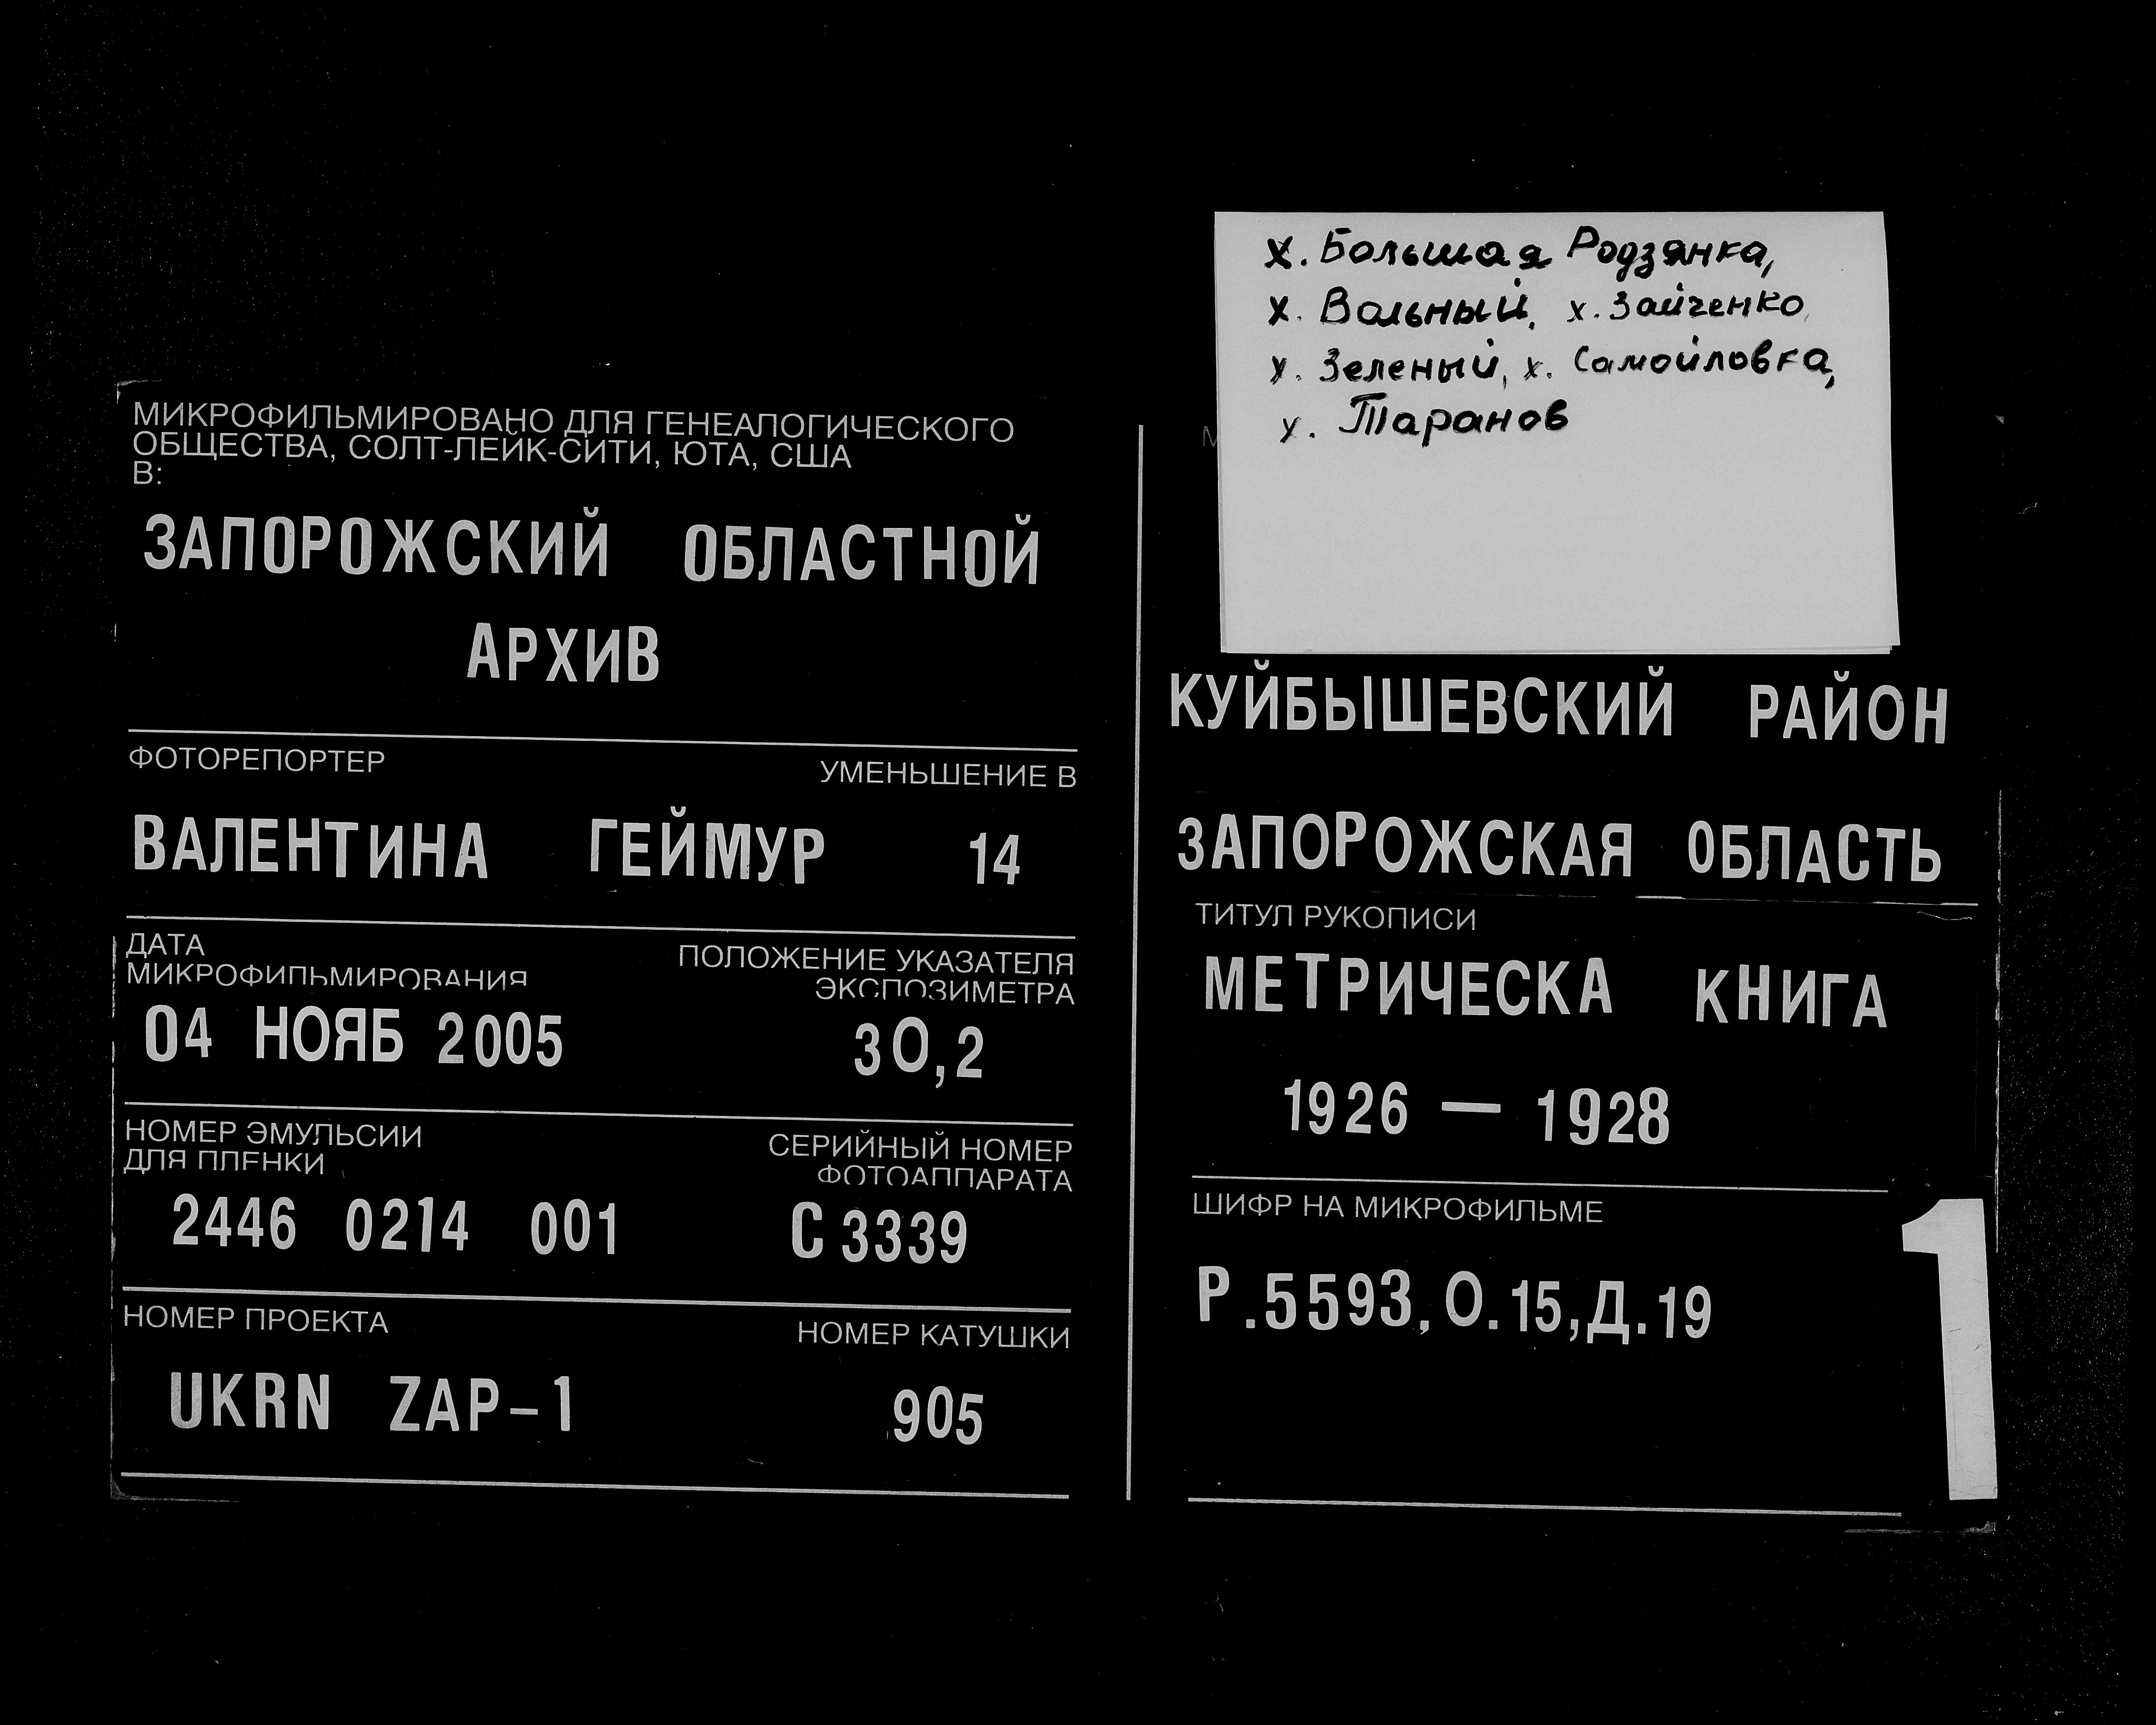 МИКРОФИЛЬМИРОВАНО ДЛЯ ГЕНЕАЛОГИЧЕСКОГО
ОБЩЕСТВА, СОЛТ-ЛЕЙК-СИТИ, ЮТА, США
В:
ЗАПОРОЖСКИЙ ОБЛАСТНОЙ
АРХИВ
ФОТОРЕПОРТЕР УМЕНЬШЕНИЕ В
ВАЛЕНТИНА ГЕЙМУР 14
ДАТА
МИКРОФИЛЬМИРОВАНИЯ
ПОЛОЖЕНИЕ УКАЗАТЕЛЯ
ЭКСПОЗИМЕТРА
04 НОЯБ 2005 30,2
НОМЕР ЭМУЛЬСИИ
ДЛЯ ПЛЕНКИ
СЕРИЙНЫЙ НОМЕР
ФОТОАППАРАТА
2446 0214 001 С 3339
НОМЕР ПРОЕКТА НОМЕР КАТУШКИ
UKRN ZAP-1 905
х. Большая Родзянка,
х. Вольный, х. Зайченко,
х. Зеленый, х. Самойловка,
х. Таранов
КУЙБЫШЕВСКИЙ РАЙОН
ЗАПОРОЖСКАЯ ОБЛАСТЬ
ТИТУЛ РУКОПИСИ
МЕТРИЧЕСКА КНИГА
1926 — 1928
ШИФР НА МИКРОФИЛЬМЕ
Р.5593, О.15, Д.19
1